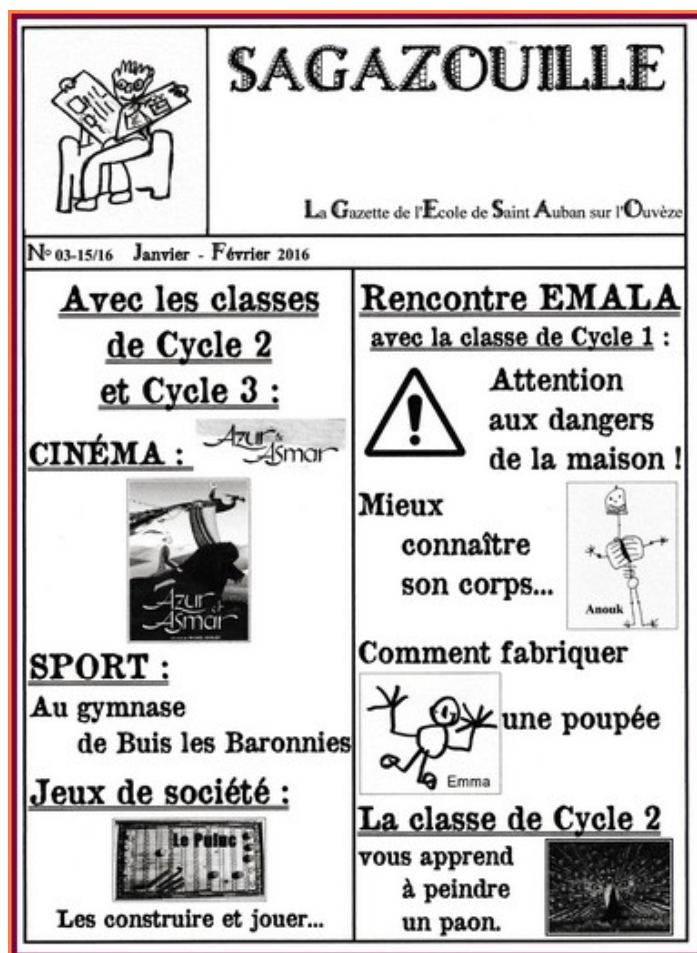 SAGAZOUILLE
La Gazette de l'Ecole de Saint Auban sur l'Ouvèze
N° 03-15/16 Janvier - Février 2016
Avec les classes
de Cycle 2
et Cycle 3 :
CINÉMA :
Azur &
Asmar
Azur et
Asmar
SPORT :
Au gymnase
de Buis les Baronnies
Jeux de société :
Le Puluc
Les construire et jouer...
Rencontre EMALA
avec la classe de Cycle 1 :
Attention
aux dangers
de la maison !
Mieux
connaître
son corps...
Anouk
Comment fabriquer
une poupée
Emma
La classe de Cycle 2
vous apprend
à peindre
un paon.